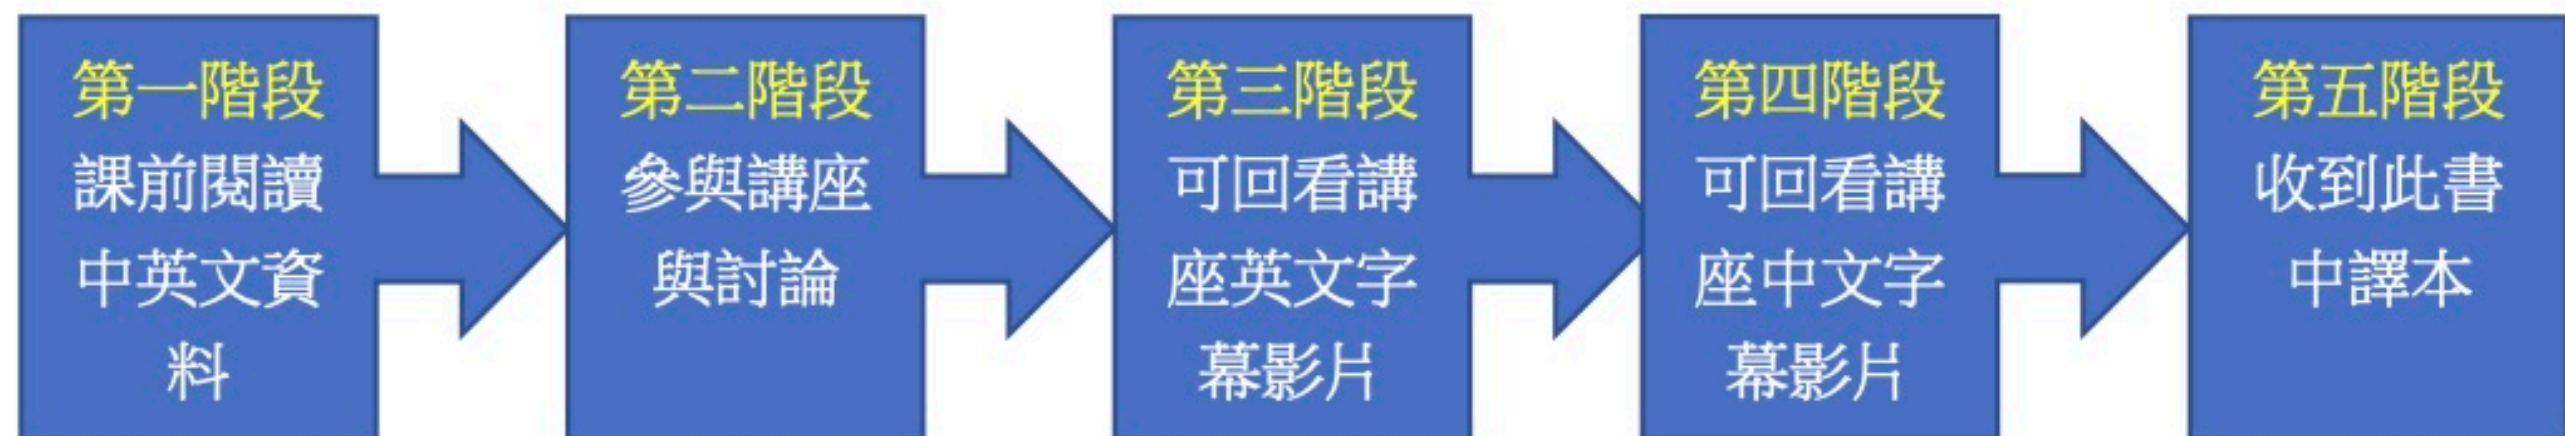 第一階段
課前閱讀
中英文資
料
第二階段
參與講座
與討論
第三階段
可回看講
座英文字
幕影片
第四階段
可回看講
座中文字
幕影片
第五階段
收到此書
中譯本